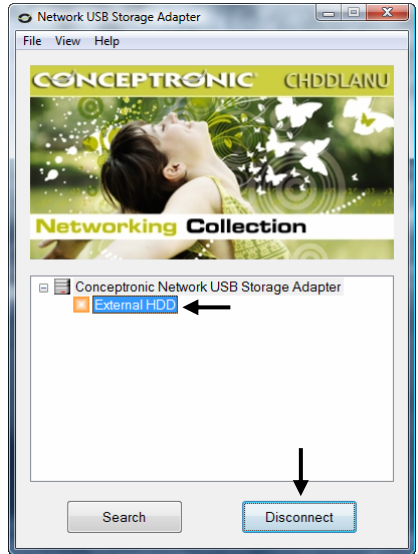 Network USB Storage Adapter
File View Help
CONCEPTRONIC CHDDLANU
Networking Collection
Conceptronic Network USB Storage Adapter
External HDD
Search Disconnect